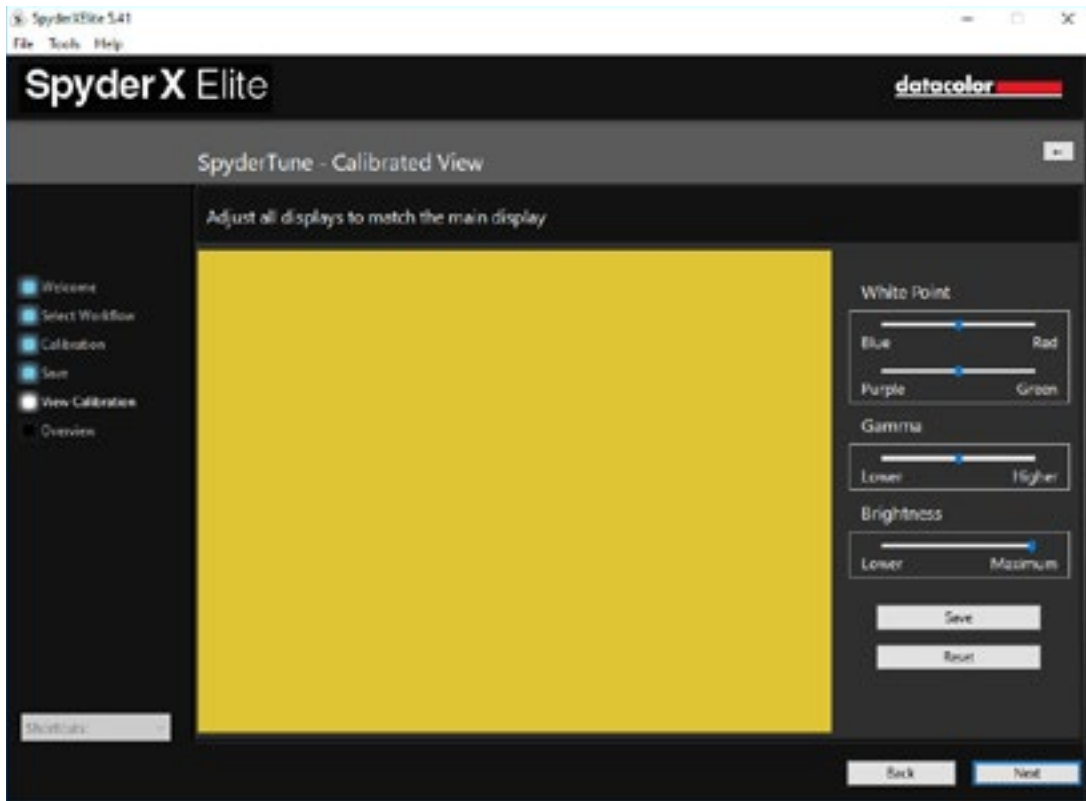 SpyderXElite 5.41
File Tools Help
SpyderX Elite
datacolor
SpyderTune - Calibrated View
Adjust all displays to match the main display
Welcome
Select Workflow
Calibration
Save
View Calibration
Overview
White Point
Blue Red
Purple Green
Gamma
Lower Higher
Brightness
Lower Maximum
Save
Reset
Shortcuts
Back Next